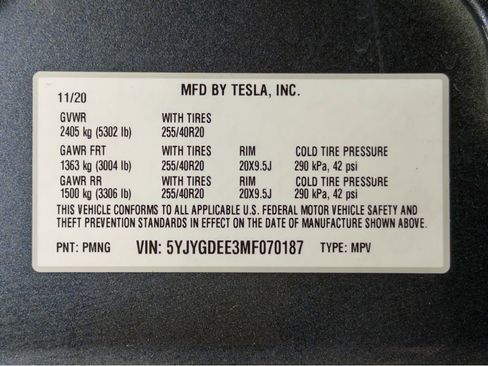 MFD BY TESLA, INC.
11/20
GVWR WITH TIRES
2405 kg (5302 lb) 255/40R20
GAWR FRT WITH TIRES RIM COLD TIRE PRESSURE
1363 kg (3004 lb) 255/40R20 20X9.5J 290 kPa, 42 psi
GAWR RR WITH TIRES RIM COLD TIRE PRESSURE
1500 kg (3306 lb) 255/40R20 20X9.5J 290 kPa, 42 psi
THIS VEHICLE CONFORMS TO ALL APPLICABLE U.S. FEDERAL MOTOR VEHICLE SAFETY AND
THEFT PREVENTION STANDARDS IN EFFECT ON THE DATE OF MANUFACTURE SHOWN ABOVE.
PNT: PMNG VIN: 5YJYGDEE3MF070187 TYPE: MPV